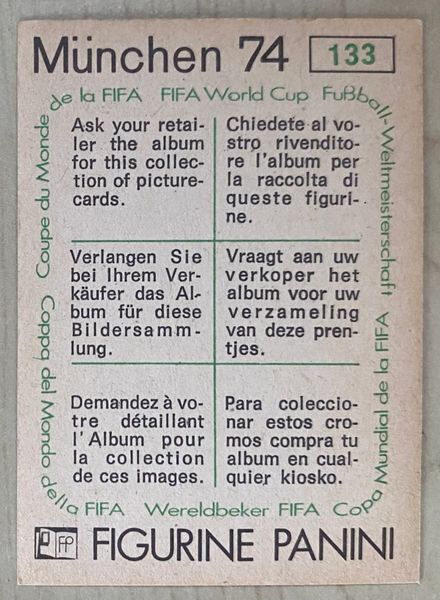 München 74 133
Coupe du Monde de la FIFA FIFA World Cup Fußball-Weltmeisterschaft
Ask your retai-
ler the album
for this collec-
tion of picture-
cards.
Chiedete al vo-
stro rivendito-
re l'album per
la raccolta di
queste figuri-
ne.
Verlangen Sie
bei Ihrem Ver-
käufer das Al-
bum für diese
Bildersamm-
lung.
Vraagt aan uw
verkoper het
album voor uw
verzameling
van deze pren-
tjes.
Demandez à vo-
tre détaillant
l'Album pour
la collection
de ces images.
Para coleccio-
nar estos cro-
mos compra tu
album en cual-
quier kiosko.
Coppa del Mondo della FIFA Wereldbeker FIFA Copa Mundial de la FIFA
FP FIGURINE PANINI